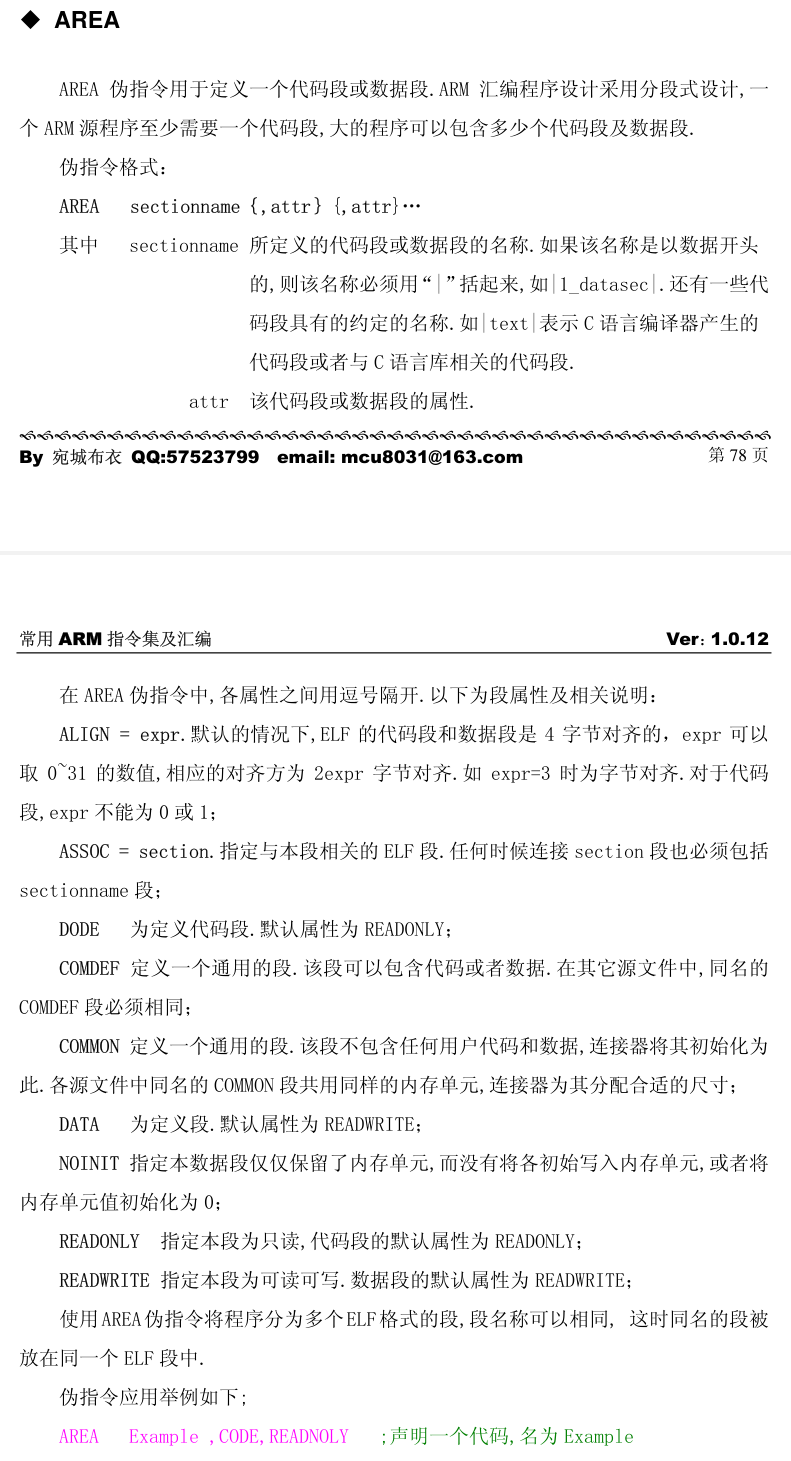 ◆ AREA
AREA 伪指令用于定义一个代码段或数据段.ARM 汇编程序设计采用分段式设计,一
个 ARM 源程序至少需要一个代码段,大的程序可以包含多少个代码段及数据段.
伪指令格式：
AREA sectionname {,attr} {,attr}…
其中 sectionname 所定义的代码段或数据段的名称.如果该名称是以数据开头
的,则该名称必须用“|”括起来,如|1_datasec|.还有一些代
码段具有的约定的名称.如|text|表示 C 语言编译器产生的
代码段或者与 C 语言库相关的代码段.
attr 该代码段或数据段的属性.
By 宛城布衣 QQ:57523799 email: mcu8031@163.com 第 78 页
常用 ARM 指令集及汇编 Ver：1.0.12
在 AREA 伪指令中,各属性之间用逗号隔开.以下为段属性及相关说明：
ALIGN = expr.默认的情况下,ELF 的代码段和数据段是 4 字节对齐的，expr 可以
取 0~31 的数值,相应的对齐方为 2expr 字节对齐.如 expr=3 时为字节对齐.对于代码
段,expr 不能为 0 或 1；
ASSOC = section.指定与本段相关的 ELF 段.任何时候连接 section 段也必须包括
sectionname 段；
DODE 为定义代码段.默认属性为 READONLY；
COMDEF 定义一个通用的段.该段可以包含代码或者数据.在其它源文件中,同名的
COMDEF 段必须相同；
COMMON 定义一个通用的段.该段不包含任何用户代码和数据,连接器将其初始化为
此.各源文件中同名的 COMMON 段共用同样的内存单元,连接器为其分配合适的尺寸；
DATA 为定义段.默认属性为 READWRITE；
NOINIT 指定本数据段仅仅保留了内存单元,而没有将各初始写入内存单元,或者将
内存单元值初始化为 0；
READONLY 指定本段为只读,代码段的默认属性为 READONLY；
READWRITE 指定本段为可读可写.数据段的默认属性为 READWRITE；
使用 AREA 伪指令将程序分为多个 ELF 格式的段,段名称可以相同, 这时同名的段被
放在同一个 ELF 段中.
伪指令应用举例如下;
AREA Example ,CODE,READNOLY ;声明一个代码,名为 Example